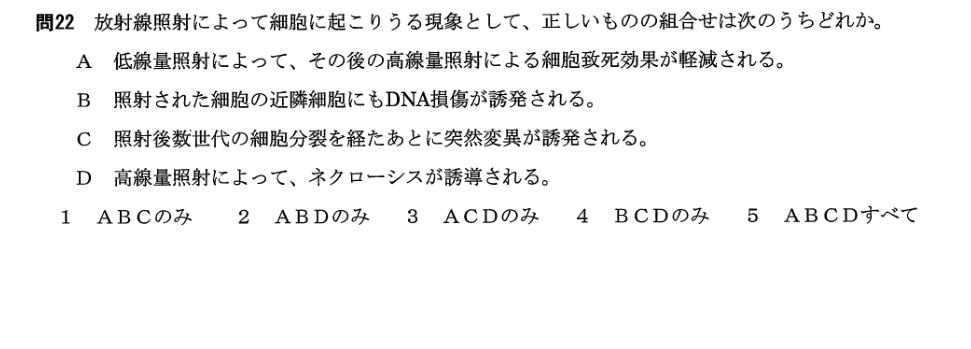 問22　放射線照射によって細胞に起こりうる現象として、正しいものの組合せは次のうちどれか。
A　低線量照射によって、その後の高線量照射による細胞致死効果が軽減される。
B　照射された細胞の近隣細胞にもDNA損傷が誘発される。
C　照射後数世代の細胞分裂を経たあとに突然変異が誘発される。
D　高線量照射によって、ネクローシスが誘導される。
1　ＡＢＣのみ　　2　ＡＢＤのみ　　3　ＡＣＤのみ　　4　ＢＣＤのみ　　5　ＡＢＣＤすべて